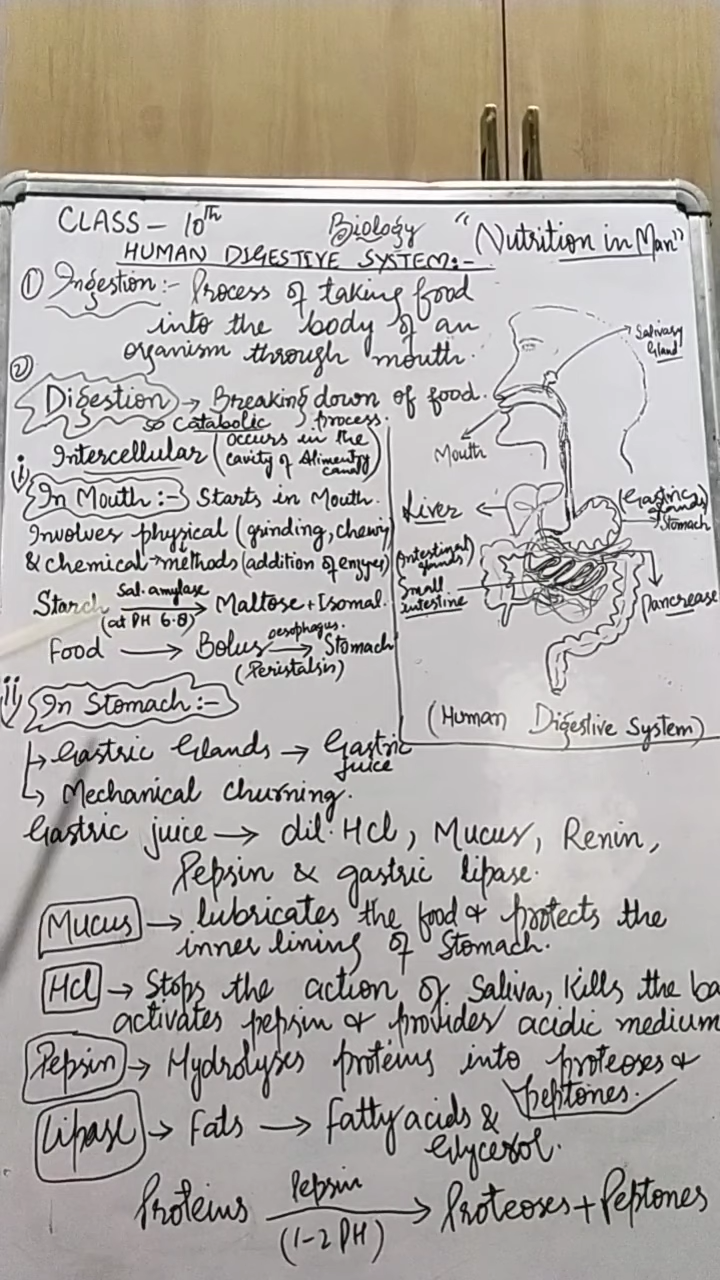 CLASS - 10Th Biology "Nutrition in Man"
HUMAN DIGESTIVE SYSTEM:-
① Ingestion:- Process of taking food
into the body of an
organism through mouth.
②
Digestion → Breaking down of food.
Catabolic process.
Intercellular (occurs in the
cavity of Alimentry
canal)
i
In Mouth:- Starts in Mouth.
Involves physical (grinding, chewing
& chemical → methods (addition of enzyes)
Starch Sal. amylase Maltose + Isomal.
(at PH 6.8)
Food → Bolus oesophagus. → Stomach
(Peristalsin)
Salivary
Gland
Mouth
Liver
(Gastric
glands)
Stomach
(intestinal
glands)
Small
intestine
Pancrease
(Human Digestive System)
ii
In Stomach:-
Gastric Glands → Gastric
juice
Mechanical churning.
Gastric juice → dil. Hcl, Mucus, Renin,
Pepsin & gastric lipase.
Mucus → lubricates the food & protects the
inner lining of Stomach.
Hcl → Stops the action of Saliva, Kills the ba
activates pepsin & provides acidic medium
Pepsin → Hydrolyses proteins into proteoses &
peptones.
Lipase → Fats → Fatty acids &
Glycerol.
Proteins Pepsin → Proteoses + Peptones
(1-2 PH)